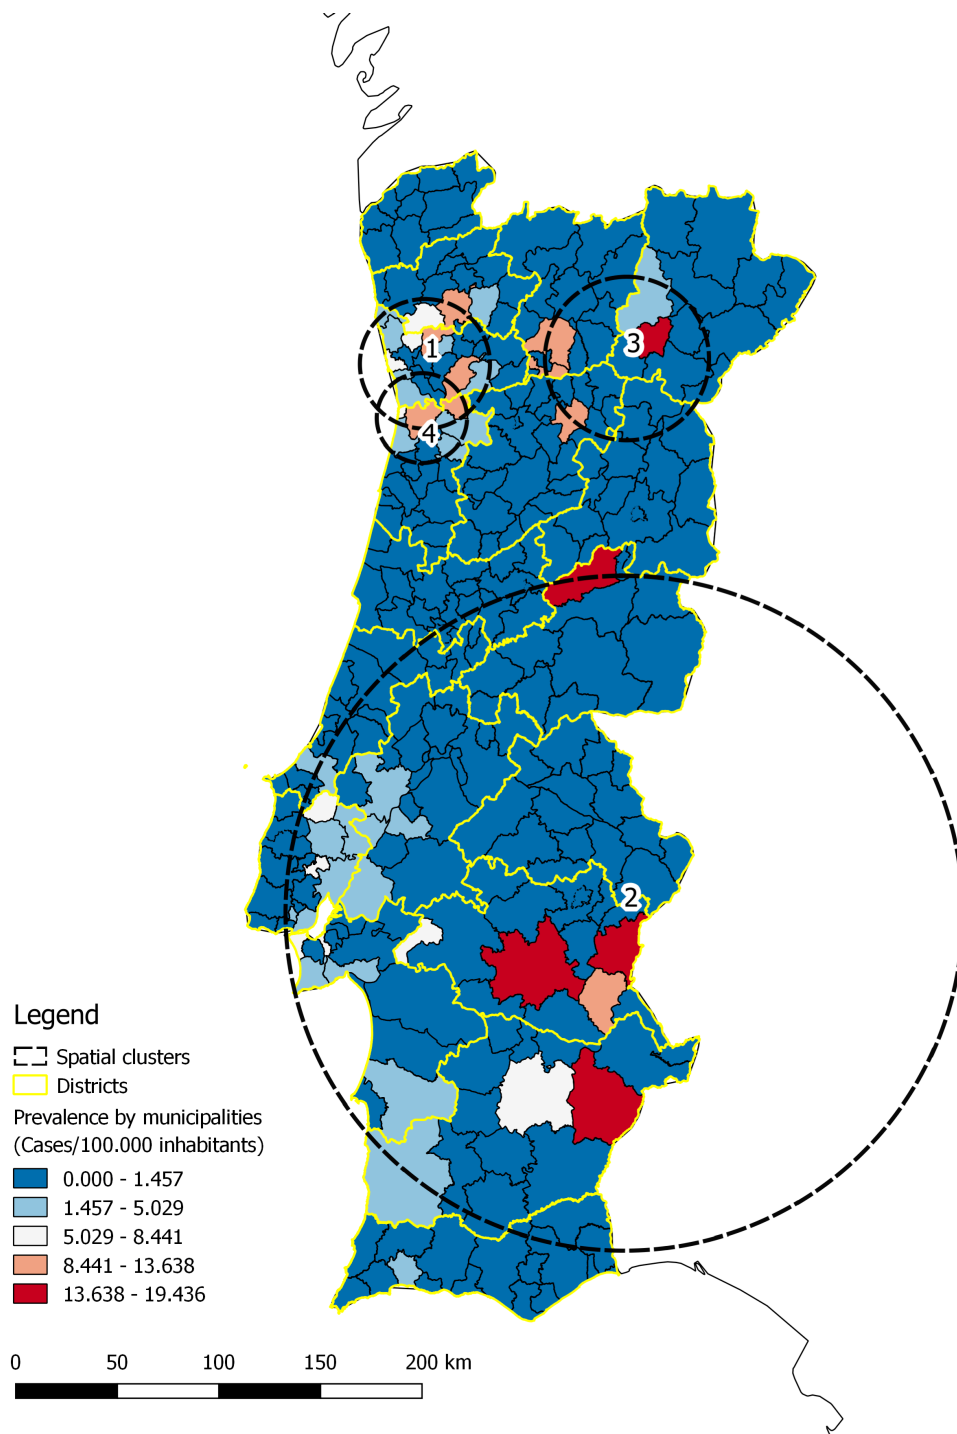 1
3
4
2
Legend
Spatial clusters
Districts
Prevalence by municipalities
(Cases/100.000 inhabitants)
0.000 - 1.457
1.457 - 5.029
5.029 - 8.441
8.441 - 13.638
13.638 - 19.436
0 50 100 150 200 km